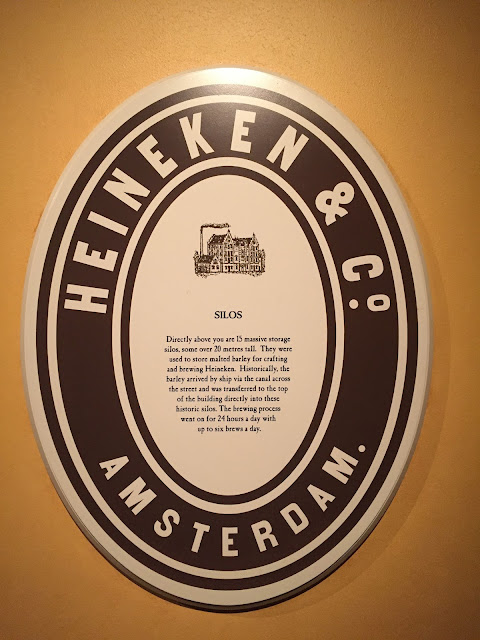 HEINEKEN & Co.
SILOS
Directly above you are 15 massive storage
silos, some over 20 metres tall. They were
used to store malted barley for crafting
and brewing Heineken. Historically, the
barley arrived by ship via the canal across
the street and was transferred to the top
of the building directly into these
historic silos. The brewing process
went on for 24 hours a day with
up to six brews a day.
AMSTERDAM.